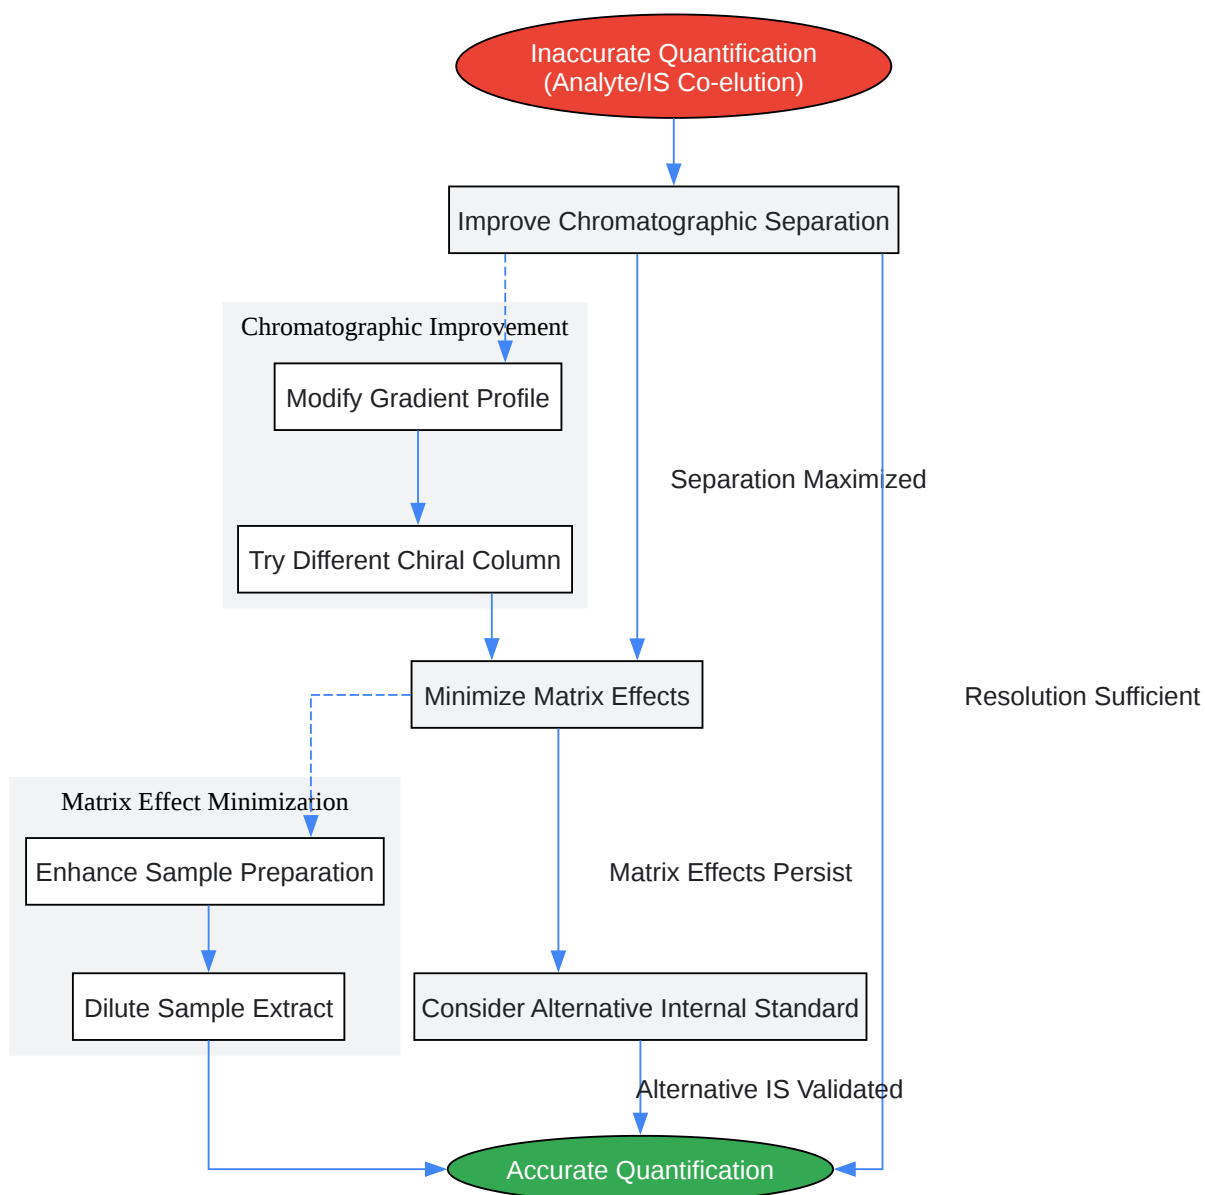 Inaccurate Quantification
(Analyte/IS Co-elution)
Improve Chromatographic Separation
Chromatographic Improvement
Modify Gradient Profile
Separation Maximized
Try Different Chiral Column
Minimize Matrix Effects
Resolution Sufficient
Matrix Effect Minimization
Enhance Sample Preparation
Matrix Effects Persist
Dilute Sample Extract
Consider Alternative Internal Standard
Alternative IS Validated
Accurate Quantification